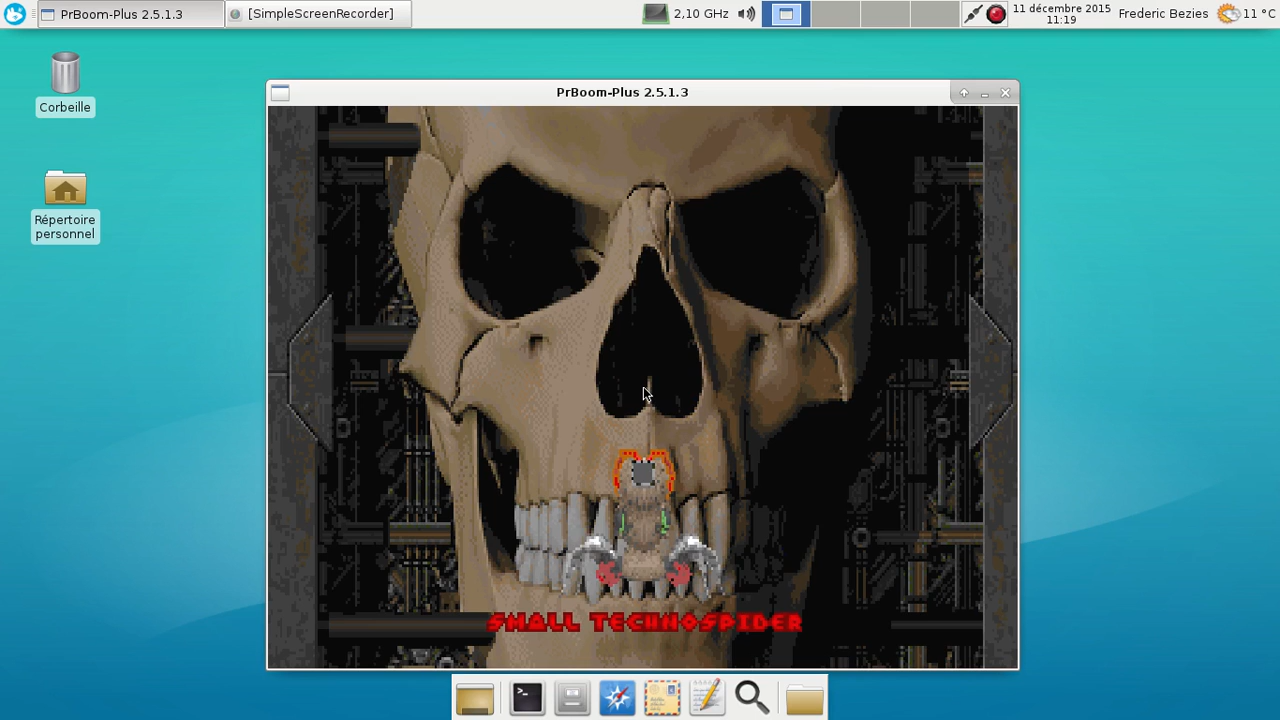 PrBoom-Plus 2.5.1.3
[SimpleScreenRecorder]
2,10 GHz
11 décembre 2015
11:19
Frederic Bezies
11 °C
Corbeille
Répertoire
personnel
PrBoom-Plus 2.5.1.3
SMALL TECHNOSPIDER
>_